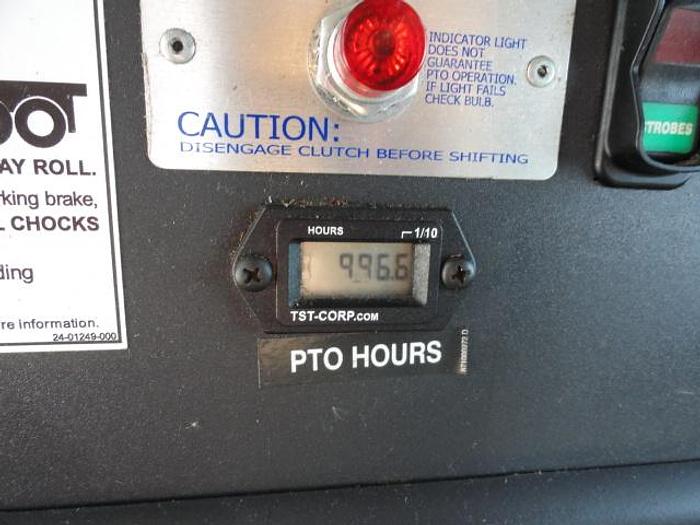 INDICATOR LIGHT
DOES NOT
GUARANTEE
PTO OPERATION.
IF LIGHT FAILS
CHECK BULB.
CAUTION:
DISENGAGE CLUTCH BEFORE SHIFTING
STROBES
OOT
AY ROLL.
rking brake,
L CHOCKS
ding
re information.
24-01249-000
HOURS 1/10
996.6
TST-CORP.COM
PTO HOURS